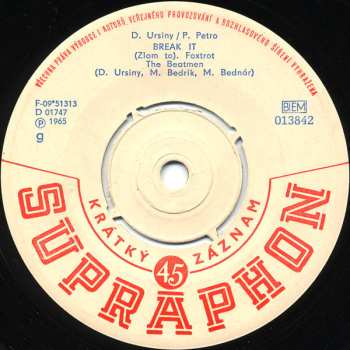 VŠECHNA PRÁVA VÝROBCE I AUTORŮ, VEŘEJNÉHO PROVOZOVÁNÍ A ROZHLASOVÉHO ŠÍŘENÍ VYHRAŽENA
D. Ursiny/P. Petro
BREAK IT
(Zlom to). Foxtrot
The Beatmen
(D. Ursiny, M. Bedrik, M. Bednár)
F-09*51313
D 01747
Ⓟ 1965
g
BIEM
013842
KRÁTKÝ 45 ZÁZNAM
SUPRAPHON